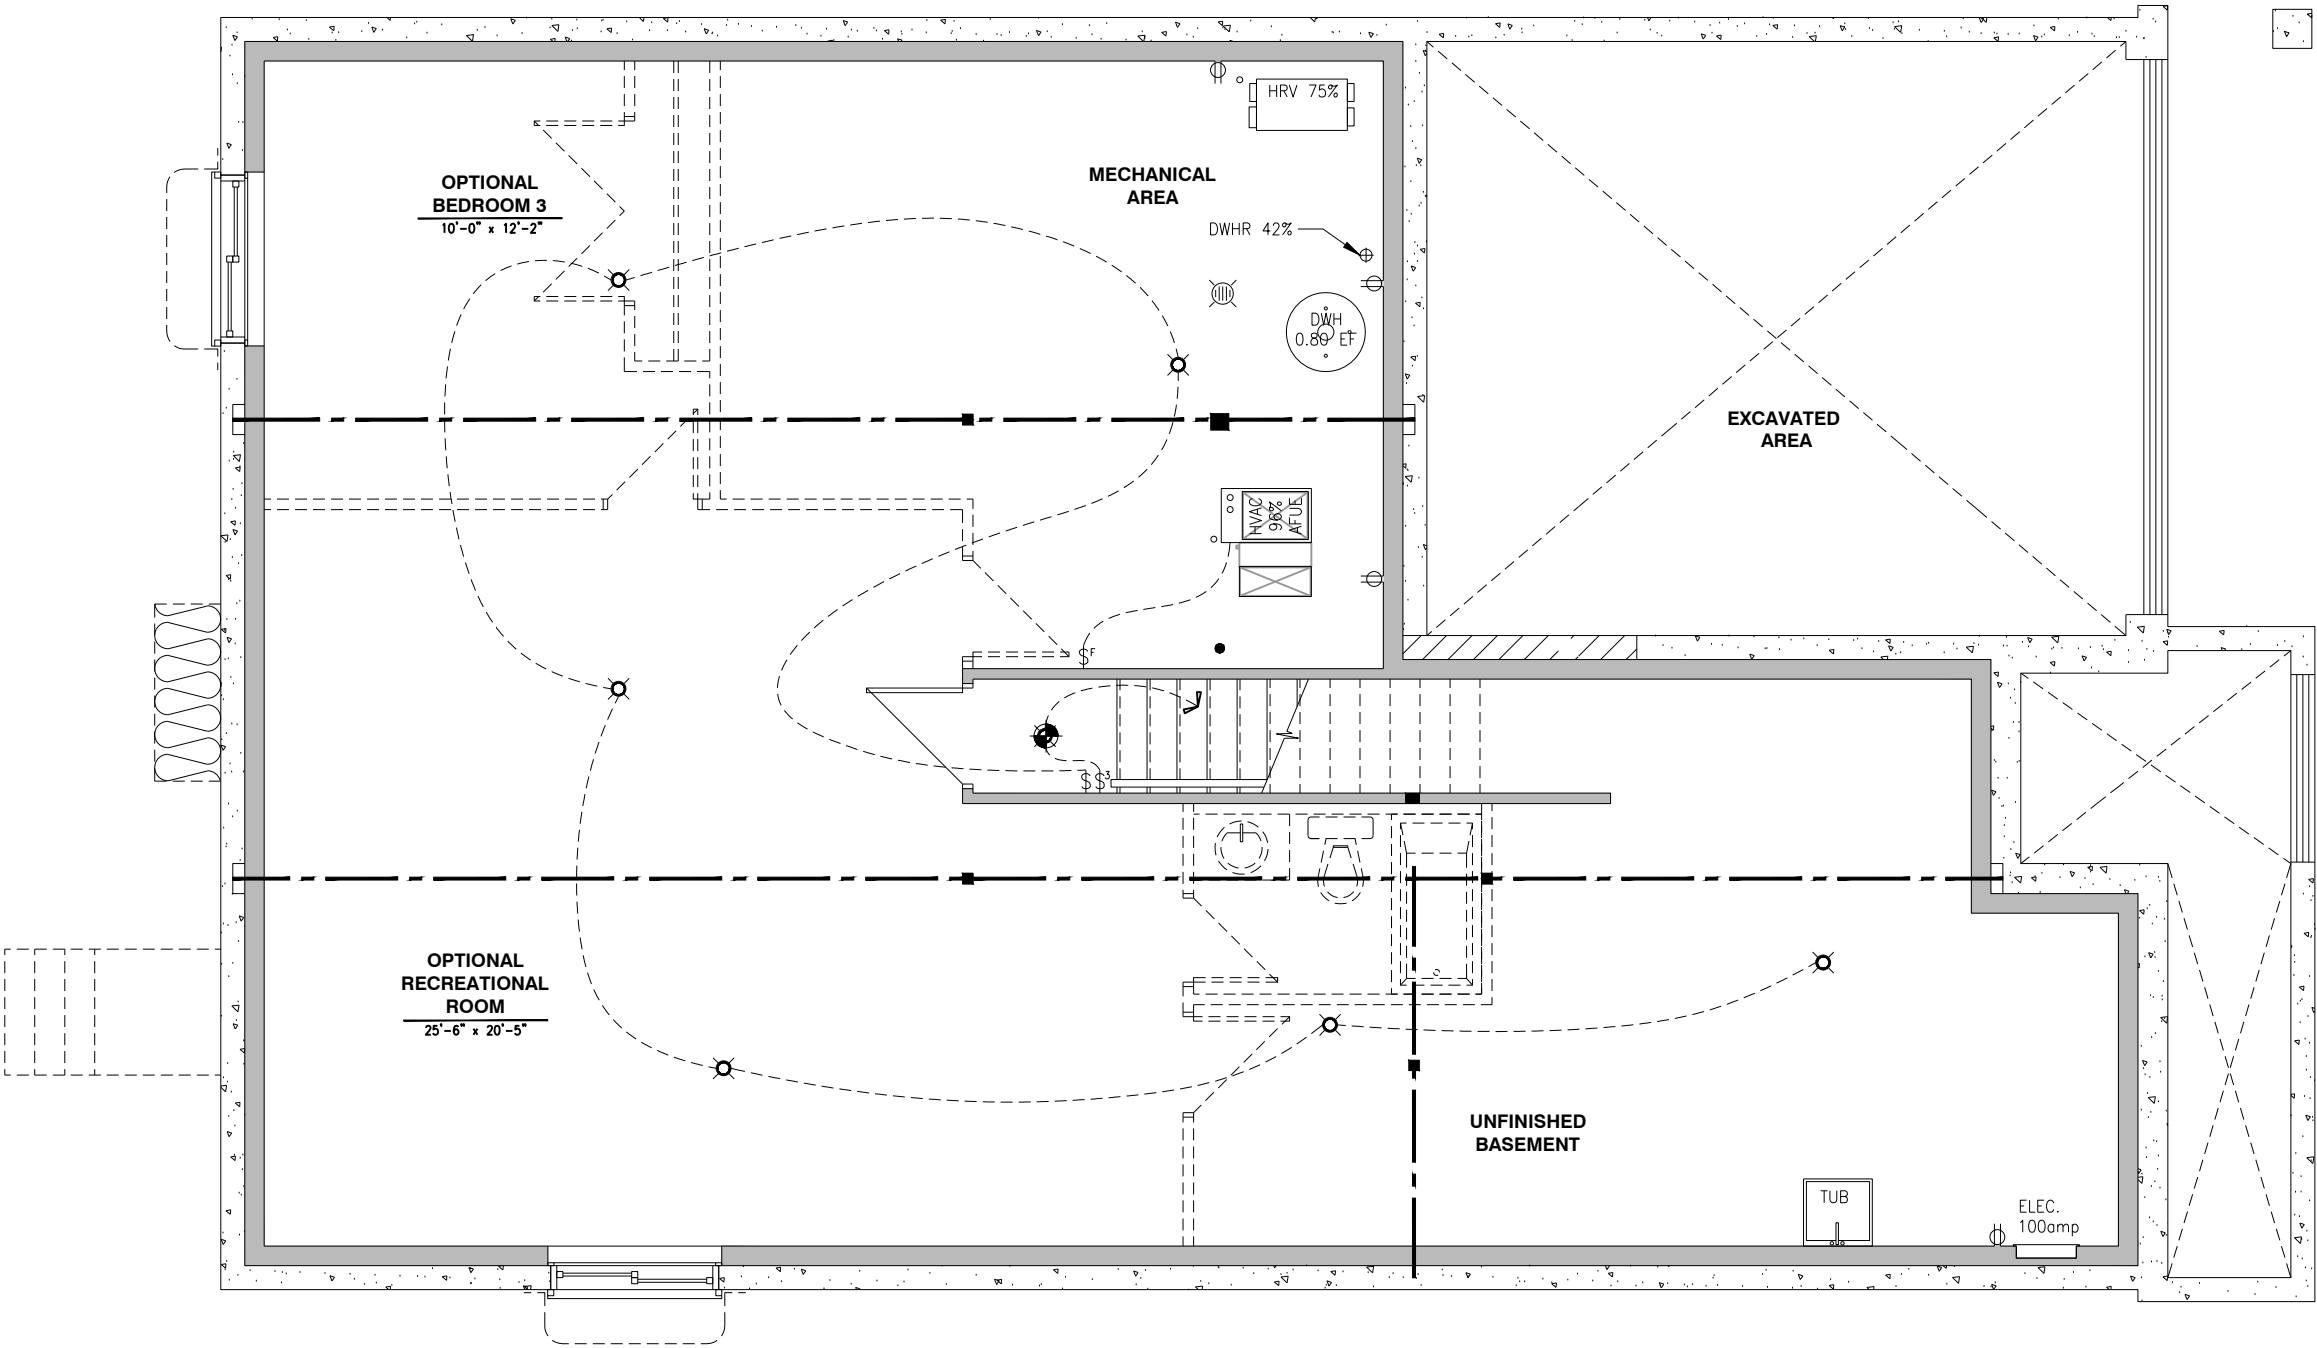 HRV 75%
OPTIONAL
BEDROOM 3
10'-0" x 12'-2"
MECHANICAL
AREA
DWHR 42%
DWH
0.80 EF
EXCAVATED
AREA
HVAC
96%
AFUE
$F
$$3
OPTIONAL
RECREATIONAL
ROOM
25'-6" x 20'-5"
UNFINISHED
BASEMENT
TUB
ELEC.
100amp